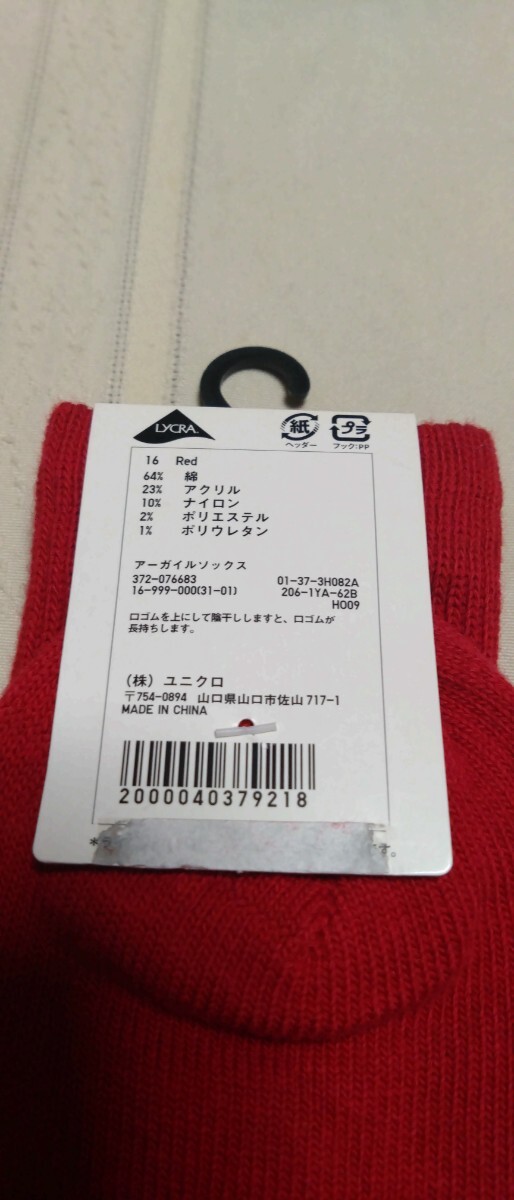 LYCRA
紙
プラ
ヘッダー
フック:PP
16 Red
64% 綿
23% アクリル
10% ナイロン
2% ポリエステル
1% ポリウレタン
アーガイルソックス
372-076683 01-37-3H082A
16-999-000(31-01) 206-1YA-62B
HO09
口ゴムを上にして陰干ししますと、口ゴムが
長持ちします。
(株) ユニクロ
〒754-0894 山口県山口市佐山 717-1
MADE IN CHINA
2000040379218
す。